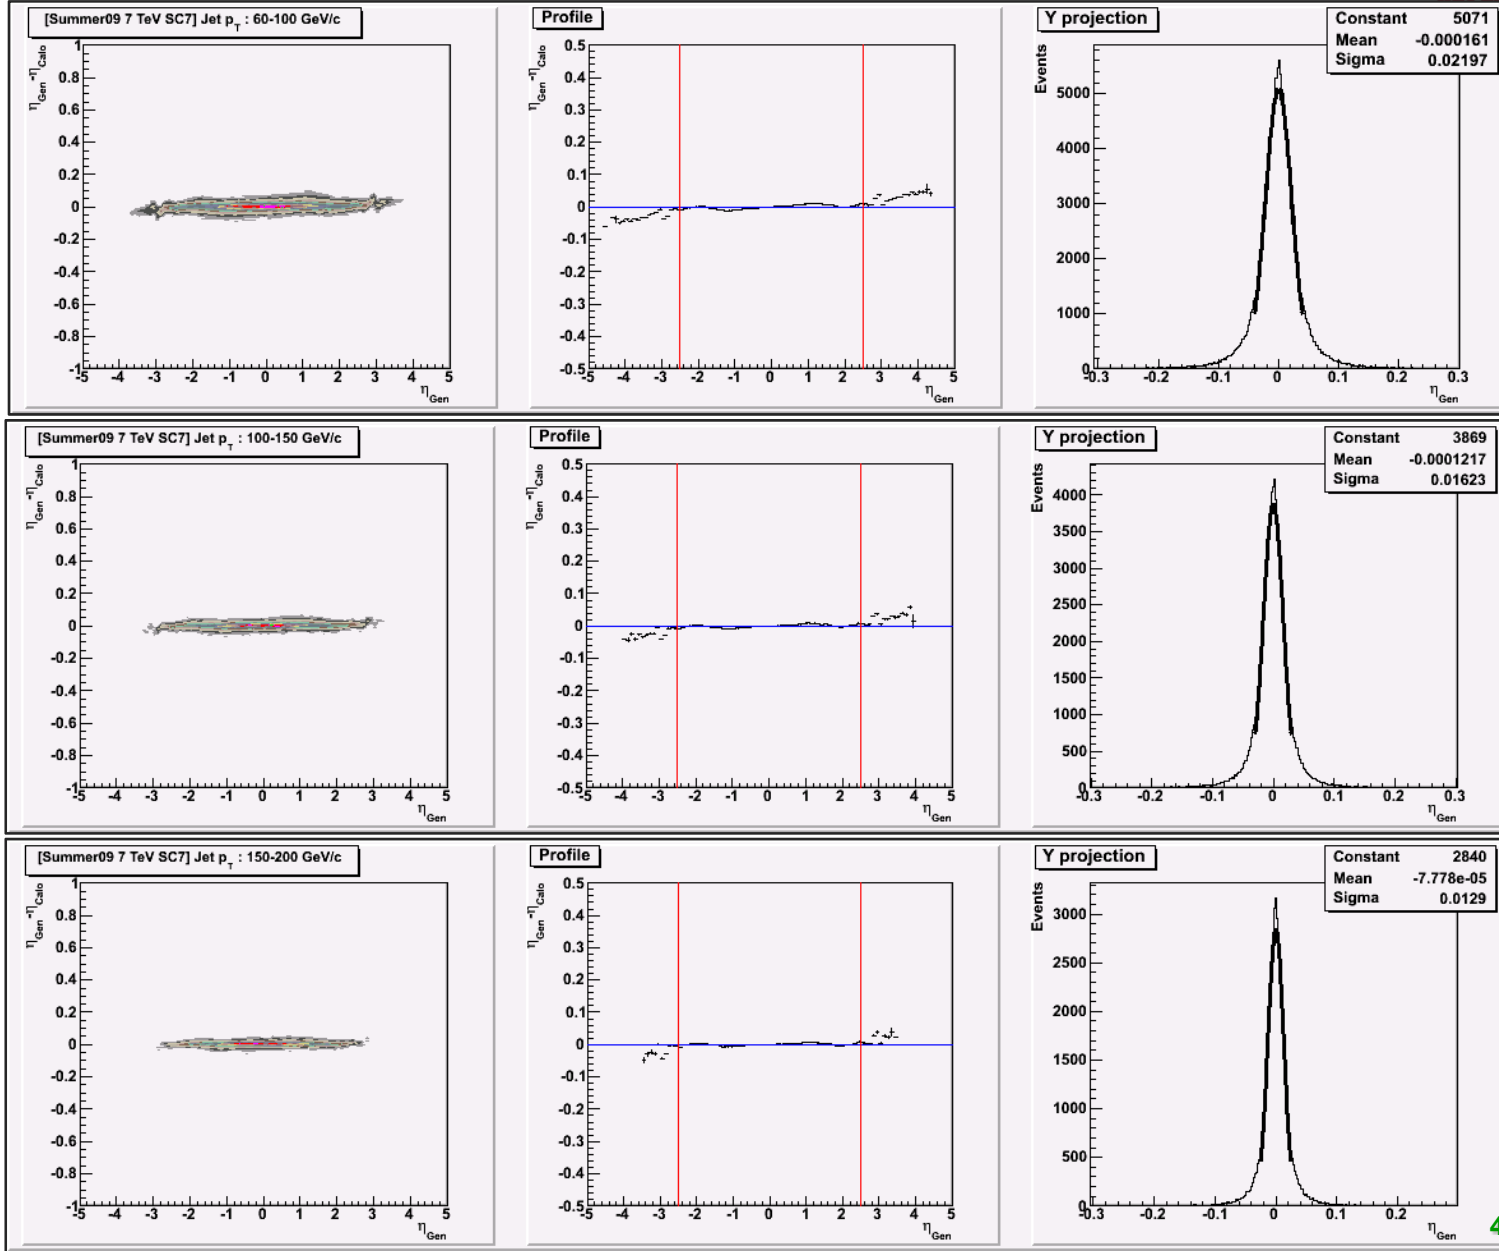 [Summer09 7 TeV SC7] Jet p_T : 60-100 GeV/c
η_Gen-η_Calo
1
0.8
0.6
0.4
0.2
0
-0.2
-0.4
-0.6
-0.8
-1
-5 -4 -3 -2 -1 0 1 2 3 4 5
η_Gen
Profile
η_Gen-η_Calo
0.5
0.4
0.3
0.2
0.1
0
-0.1
-0.2
-0.3
-0.4
-0.5
-5 -4 -3 -2 -1 0 1 2 3 4 5
η_Gen
Y projection
Constant 5071
Mean -0.000161
Sigma 0.02197
Events
5000
4000
3000
2000
1000
0
-0.3 -0.2 -0.1 0 0.1 0.2 0.3
η_Gen
[Summer09 7 TeV SC7] Jet p_T : 100-150 GeV/c
η_Gen-η_Calo
1
0.8
0.6
0.4
0.2
0
-0.2
-0.4
-0.6
-0.8
-1
-5 -4 -3 -2 -1 0 1 2 3 4 5
η_Gen
Profile
η_Gen-η_Calo
0.5
0.4
0.3
0.2
0.1
0
-0.1
-0.2
-0.3
-0.4
-0.5
-5 -4 -3 -2 -1 0 1 2 3 4 5
η_Gen
Y projection
Constant 3869
Mean -0.0001217
Sigma 0.01623
Events
4000
3500
3000
2500
2000
1500
1000
500
0
-0.3 -0.2 -0.1 0 0.1 0.2 0.3
η_Gen
[Summer09 7 TeV SC7] Jet p_T : 150-200 GeV/c
η_Gen-η_Calo
1
0.8
0.6
0.4
0.2
0
-0.2
-0.4
-0.6
-0.8
-1
-5 -4 -3 -2 -1 0 1 2 3 4 5
η_Gen
Profile
η_Gen-η_Calo
0.5
0.4
0.3
0.2
0.1
0
-0.1
-0.2
-0.3
-0.4
-0.5
-5 -4 -3 -2 -1 0 1 2 3 4 5
η_Gen
Y projection
Constant 2840
Mean -7.778e-05
Sigma 0.0129
Events
3000
2500
2000
1500
1000
500
0
-0.3 -0.2 -0.1 0 0.1 0.2
η_Gen
4